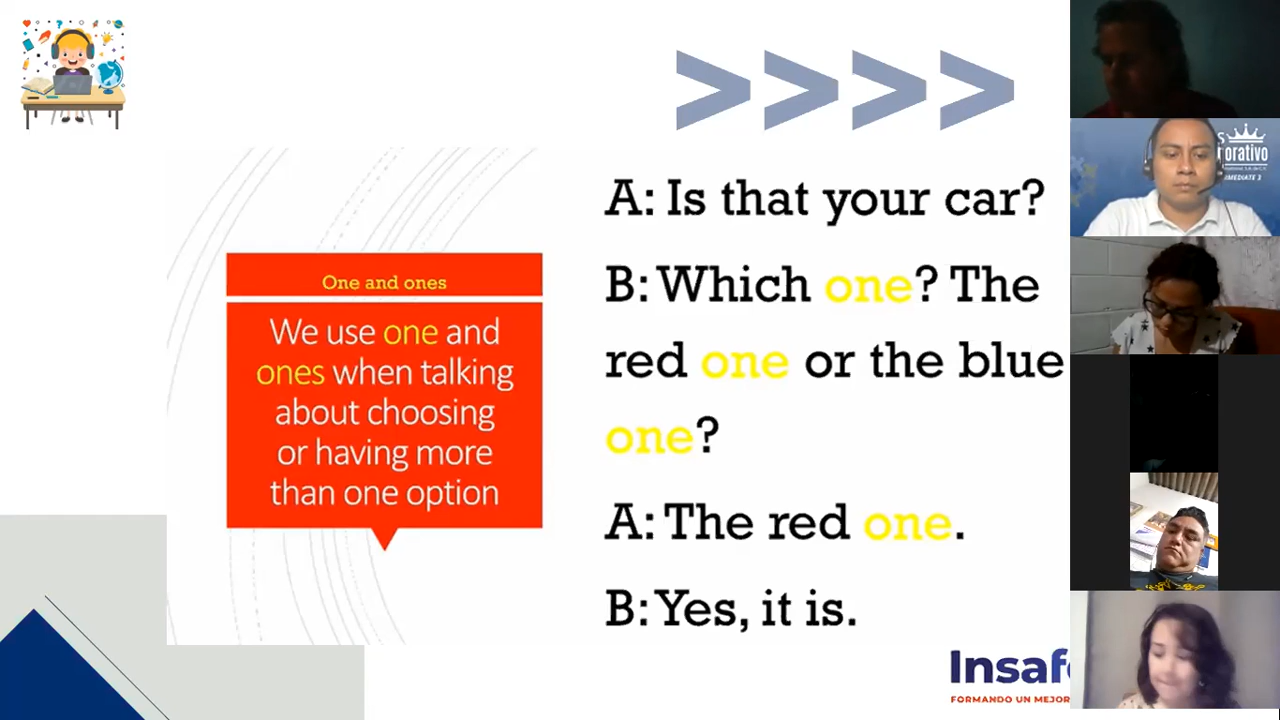 One and ones
We use one and
ones when talking
about choosing
or having more
than one option
A: Is that your car?
B: Which one? The
red one or the blue
one?
A: The red one.
B: Yes, it is.
Insafo
FORMANDO UN MEJOR
orativo